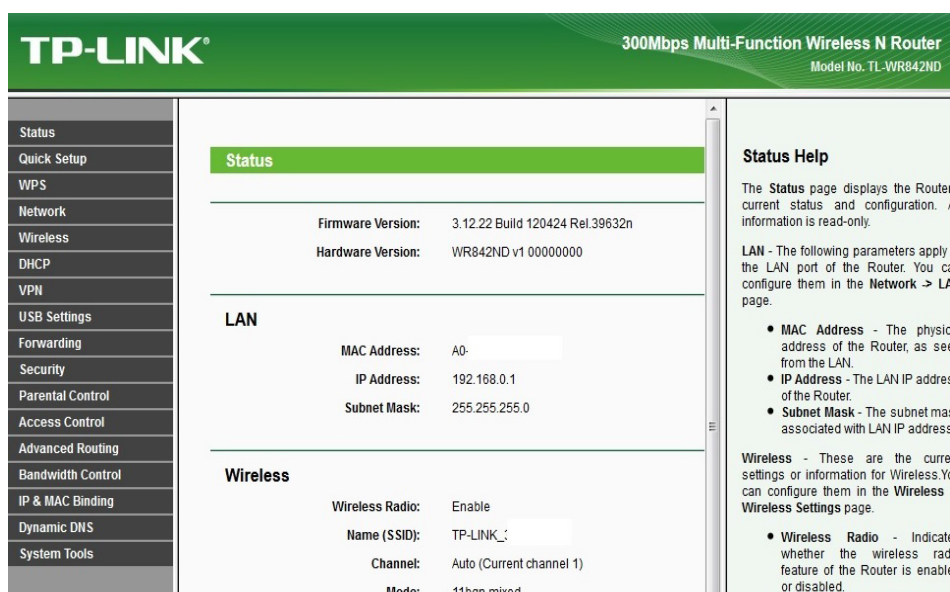 TP-LINK®
300Mbps Multi-Function Wireless N Router
Model No. TL-WR842ND
Status
Quick Setup
WPS
Network
Wireless
DHCP
VPN
USB Settings
Forwarding
Security
Parental Control
Access Control
Advanced Routing
Bandwidth Control
IP & MAC Binding
Dynamic DNS
System Tools
Status
Firmware Version: 3.12.22 Build 120424 Rel.39632n
Hardware Version: WR842ND v1 00000000
LAN
MAC Address: A0-
IP Address: 192.168.0.1
Subnet Mask: 255.255.255.0
Wireless
Wireless Radio: Enable
Name (SSID): TP-LINK_
Channel: Auto (Current channel 1)
Mode: 11bgn mixed
Status Help
The Status page displays the Router
current status and configuration.
information is read-only.
LAN - The following parameters apply
the LAN port of the Router. You
configure them in the Network ->
page.
• MAC Address - The
address of the Router, as
from the LAN.
• IP Address - The LAN IP
of the Router.
• Subnet Mask - The subnet
associated with LAN IP address
Wireless - These are the
settings or information for Wireless.
can configure them in the Wireless
Wireless Settings page.
• Wireless Radio -
whether the wireless
feature of the Router is
or disabled.